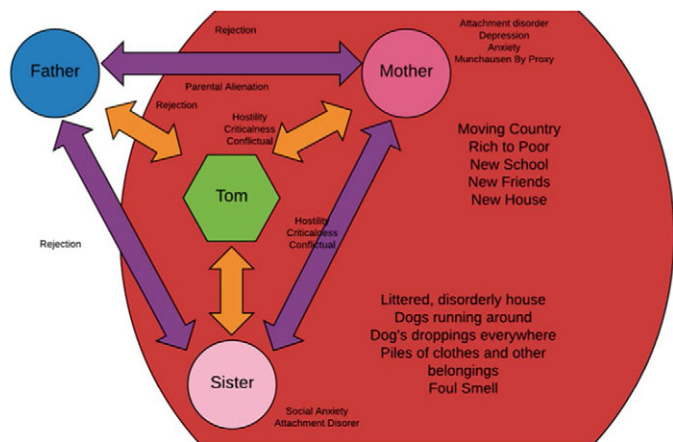 Rejection
Attachment disorder
Depression
Anxiety
Munchausen By Proxy
Father
Mother
Parental Alienation
Rejection
Hostility
Criticalness
Conflictual
Moving Country
Rich to Poor
New School
New Friends
New House
Tom
Hostility
Criticalness
Conflictual
Rejection
Littered, disorderly house
Dogs running around
Dog's droppings everywhere
Piles of clothes and other
belongings
Foul Smell
Sister
Social Anxiety
Attachment Disorer